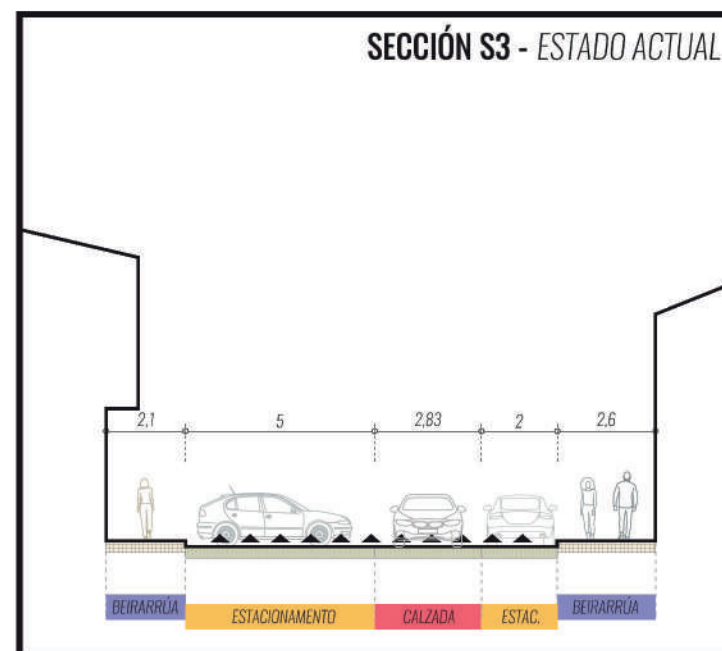 SECCIÓN S3 - ESTADO ACTUAL
2,1 5 2,83 2 2,6
BEIRARRÚA ESTACIONAMENTO CALZADA ESTAC. BEIRARRÚA